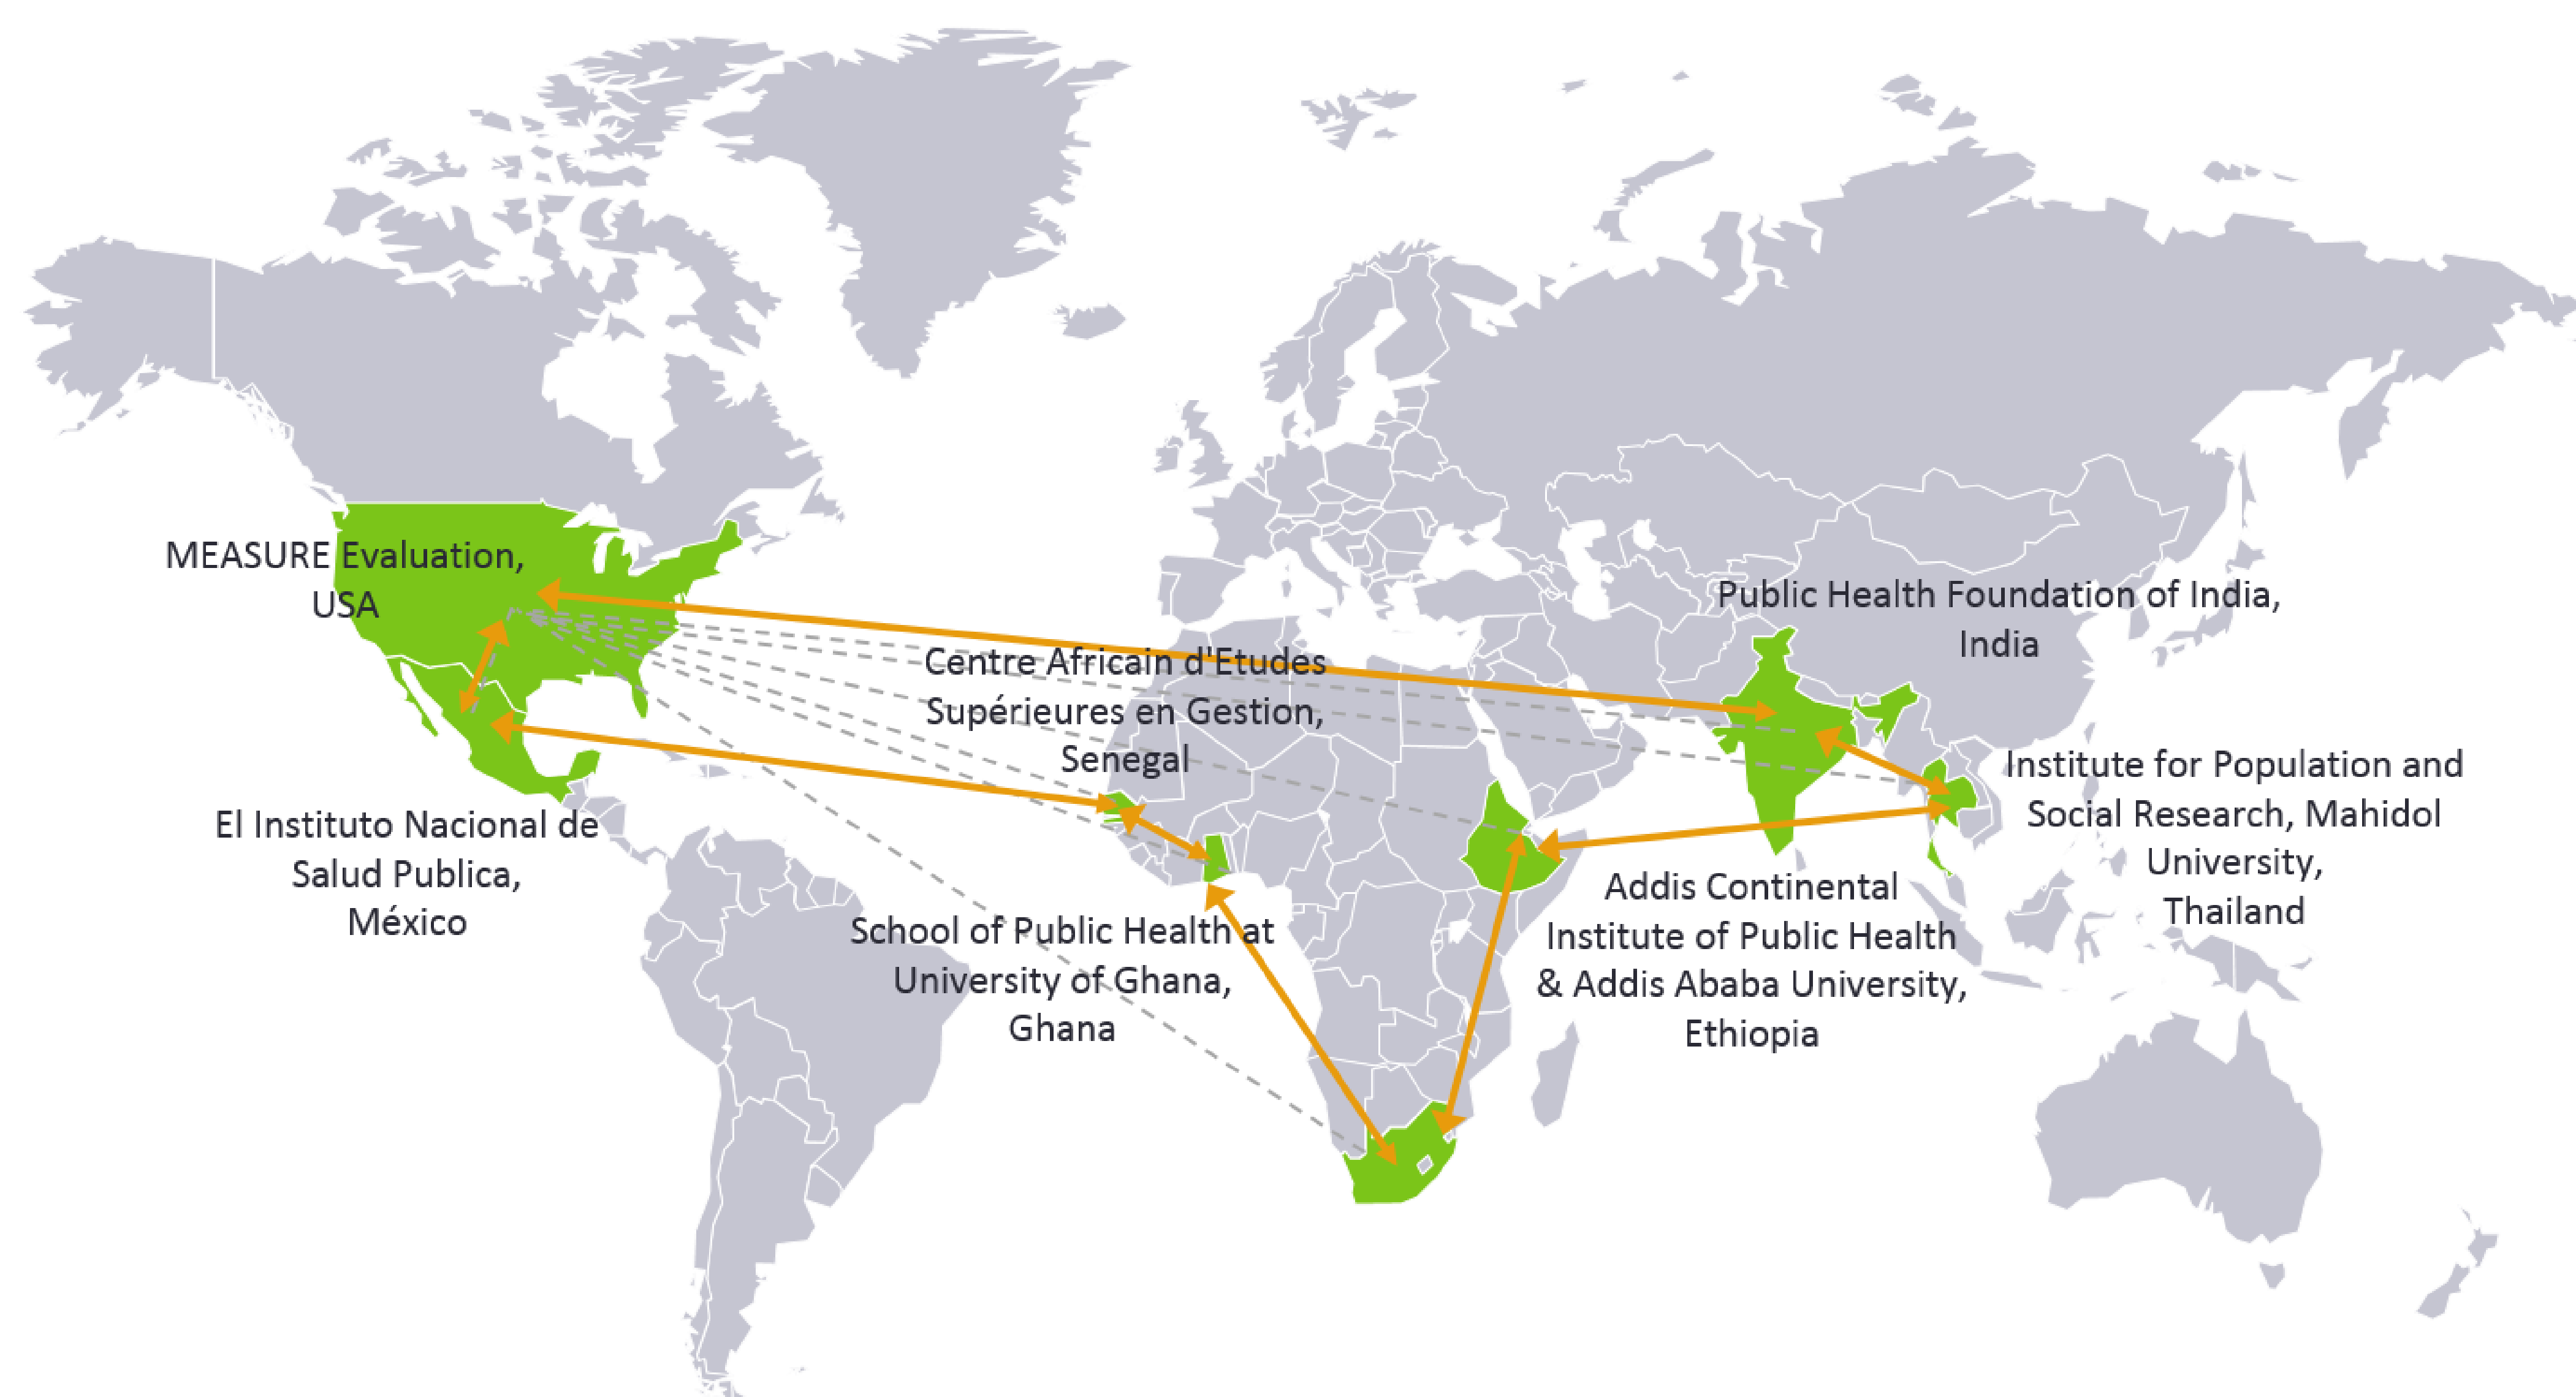 MEASURE Evaluation,
USA
El Instituto Nacional de
Salud Publica,
México
Centre Africain d'Etudes
Supérieures en Gestion,
Senegal
School of Public Health at
University of Ghana,
Ghana
Public Health Foundation of India,
India
Institute for Population and
Social Research, Mahidol
University,
Thailand
Addis Continental
Institute of Public Health
& Addis Ababa University,
Ethiopia